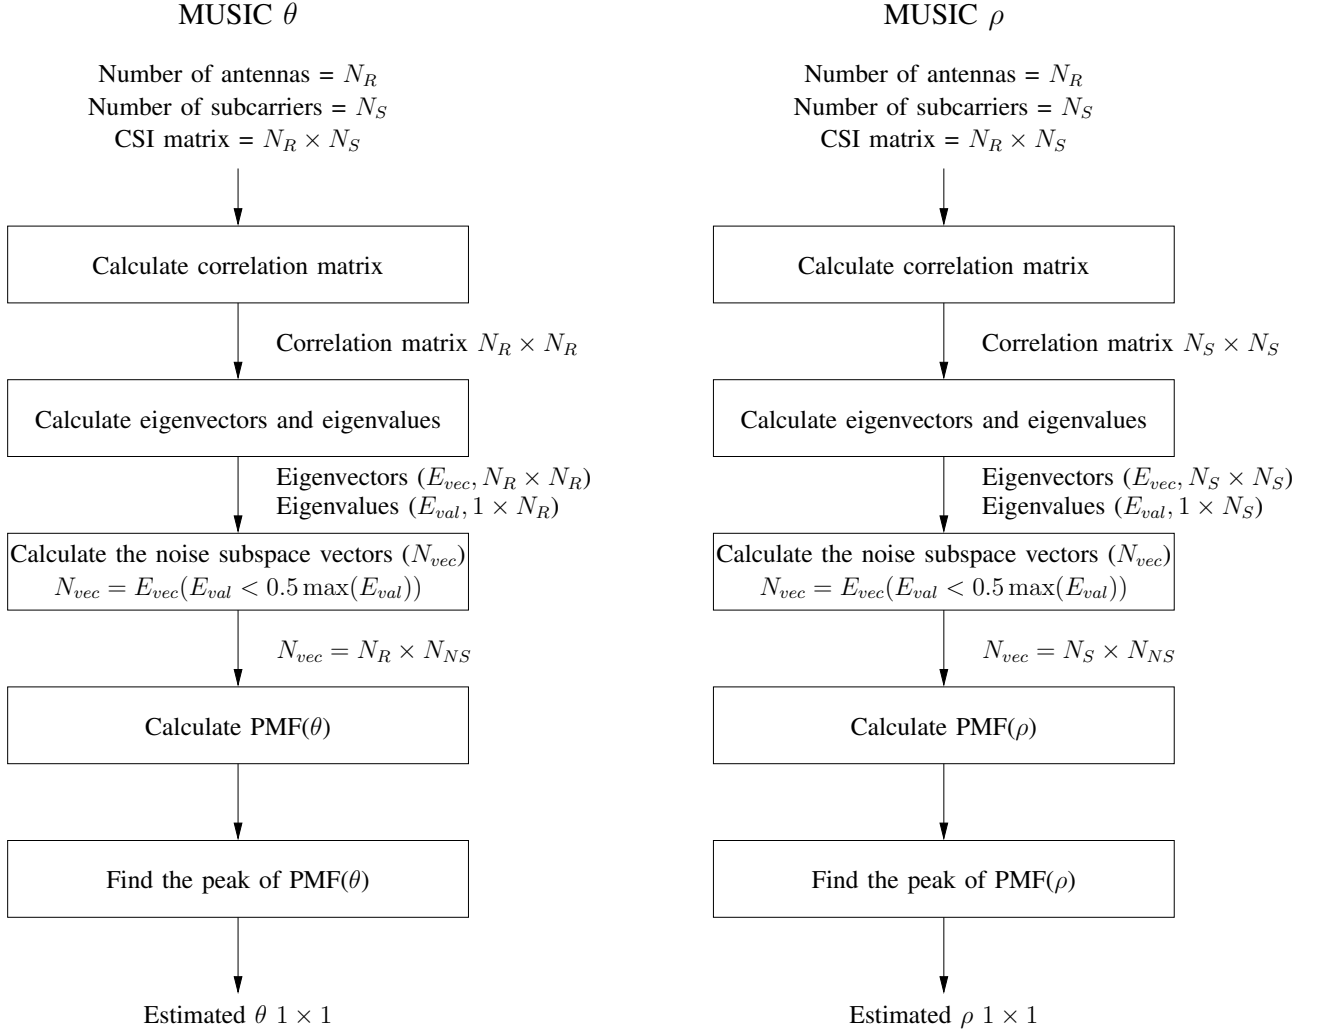 MUSIC θ
Number of antennas = N_R
Number of subcarriers = N_S
CSI matrix = N_R × N_S
Calculate correlation matrix
Correlation matrix N_R × N_R
Calculate eigenvectors and eigenvalues
Eigenvectors (E_vec, N_R × N_R)
Eigenvalues (E_val, 1 × N_R)
Calculate the noise subspace vectors (N_vec)
N_vec = E_vec(E_val < 0.5 max(E_val))
N_vec = N_R × N_NS
Calculate PMF(θ)
Find the peak of PMF(θ)
Estimated θ 1 × 1
MUSIC ρ
Number of antennas = N_R
Number of subcarriers = N_S
CSI matrix = N_R × N_S
Calculate correlation matrix
Correlation matrix N_S × N_S
Calculate eigenvectors and eigenvalues
Eigenvectors (E_vec, N_S × N_S)
Eigenvalues (E_val, 1 × N_S)
Calculate the noise subspace vectors (N_vec)
N_vec = E_vec(E_val < 0.5 max(E_val))
N_vec = N_S × N_NS
Calculate PMF(ρ)
Find the peak of PMF(ρ)
Estimated ρ 1 × 1